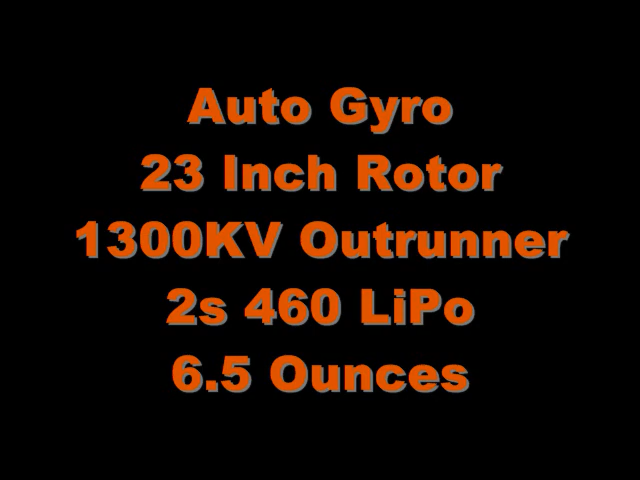 Auto Gyro
23 Inch Rotor
1300KV Outrunner
2s 460 LiPo
6.5 Ounces